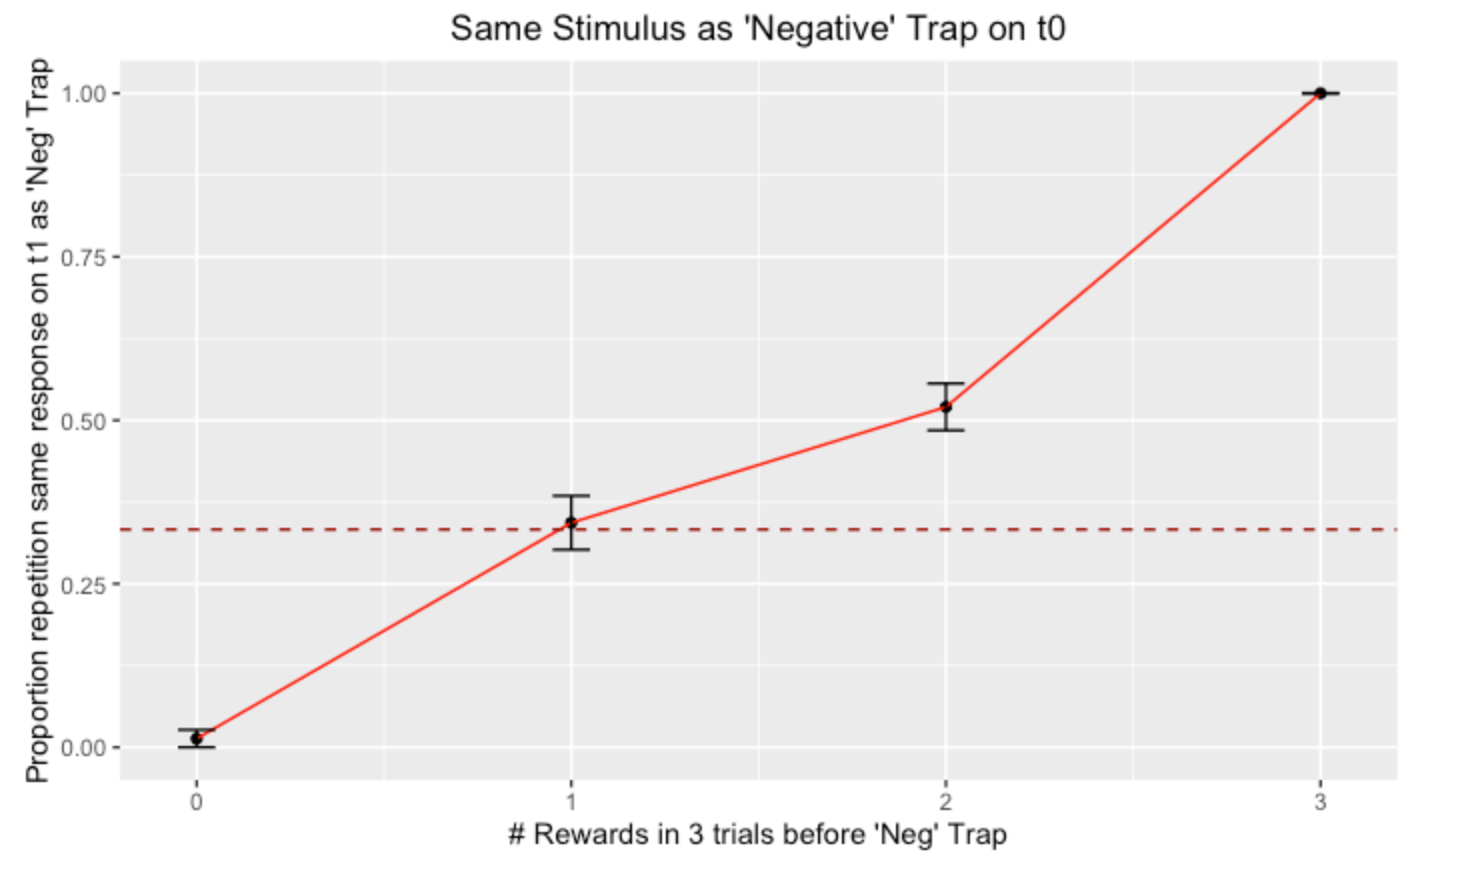 Same Stimulus as 'Negative' Trap on t0
Proportion repetition same response on t1 as 'Neg' Trap
1.00
0.75
0.50
0.25
0.00
0 1 2 3
# Rewards in 3 trials before 'Neg' Trap